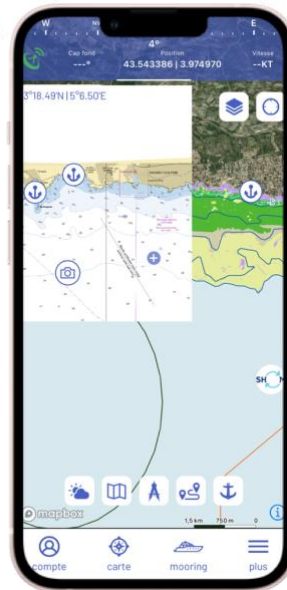 W N E
4°
Cap fond Position Vitesse
---° 43.543386 | 3.974970 --KT
3°18.49'N | 5°6.50'E
SH N
mapbox
1,5 km 750 m 0
compte carte mooring plus